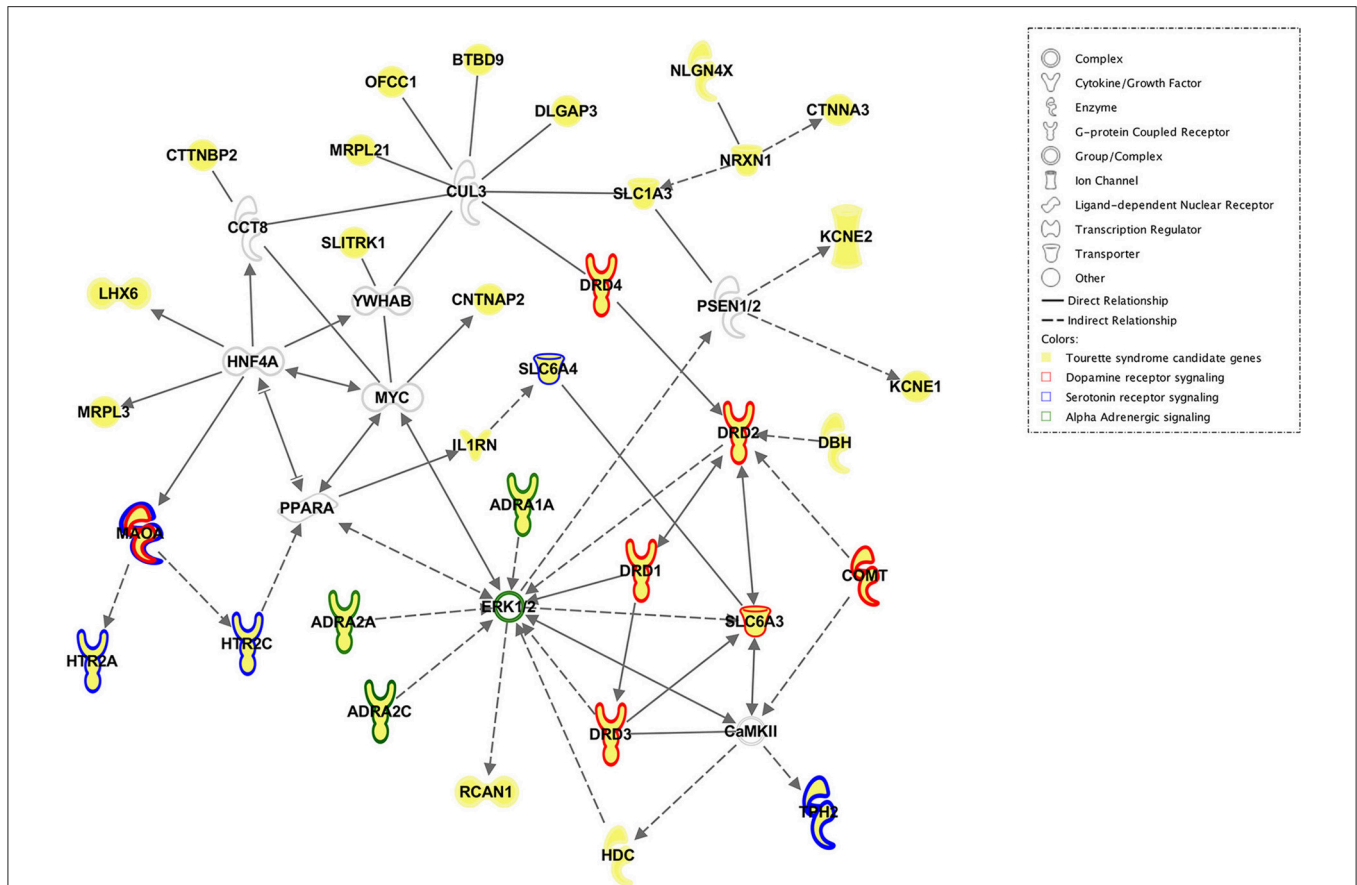 BTBD9
OFCC1
NLGN4X
DLGAP3
CTNNA3
MRPL21
CTTNBP2
NRXN1
CUL3
SLC1A3
CCT8
SLITRK1
KCNE2
DRD4
LHX6
YWHAB
CNTNAP2
PSEN1/2
HNF4A
SLC6A4
KCNE1
MYC
MRPL3
DRD2
DBH
IL1RN
PPARA
ADRA1A
MAOA
DRD1
COMT
ERK1/2
ADRA2A
SLC6A3
HTR2C
HTR2A
ADRA2C
DRD3
CaMKII
RCAN1
TPH2
HDC
Complex
Cytokine/Growth Factor
Enzyme
G-protein Coupled Receptor
Group/Complex
Ion Channel
Ligand-dependent Nuclear Receptor
Transcription Regulator
Transporter
Other
Direct Relationship
Indirect Relationship
Colors:
Tourette syndrome candidate genes
Dopamine receptor sygnaling
Serotonin receptor sygnaling
Alpha Adrenergic signaling